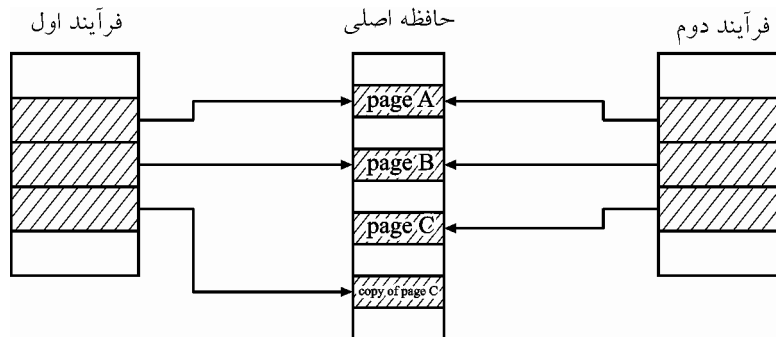 فرآیند اول
حافظه اصلی
فرآیند دوم
page A
page B
page C
copy of page C